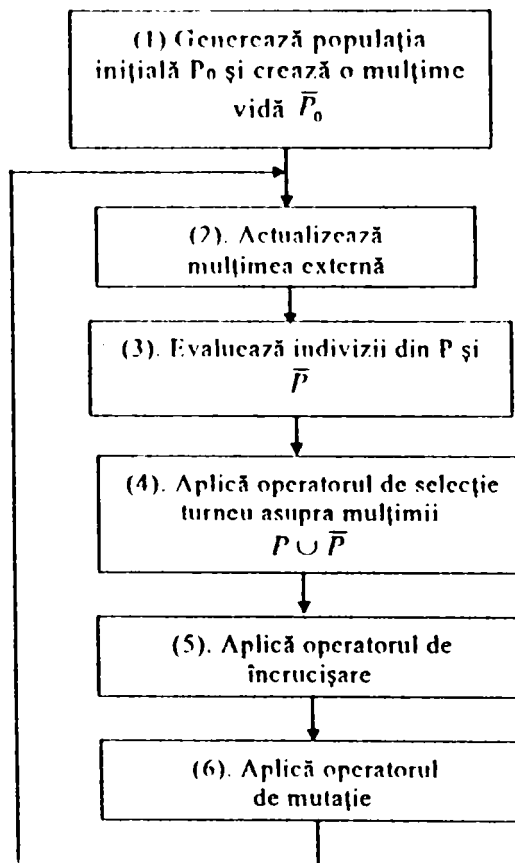 (1) Generează populația
inițială P₀ și crează o mulțime
vidă P̅₀
(2). Actualizează
mulțimea externă
(3). Evaluează indivizii din P și
P̅
(4). Aplică operatorul de selecție
turneu asupra mulțimii
P ∪ P̅
(5). Aplică operatorul de
încrucișare
(6). Aplică operatorul
de mutație